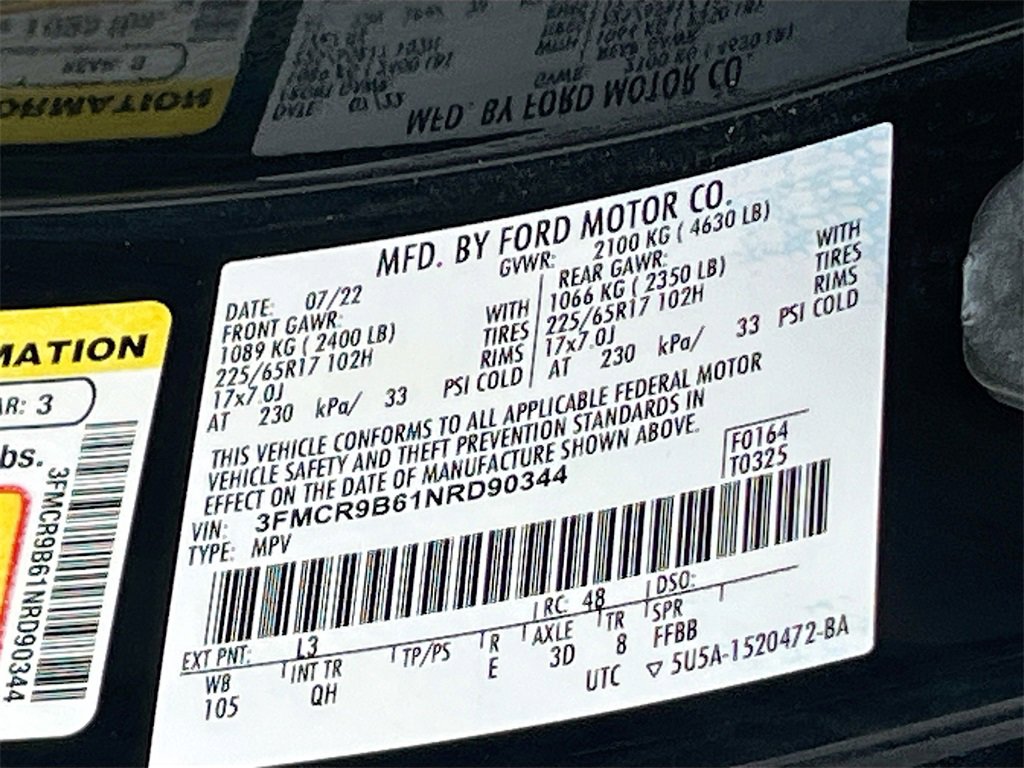 MFD. BY FORD MOTOR CO.
DATE: 07/22 GVWR: 2100 KG ( 4630 LB)
FRONT GAWR: REAR GAWR:
1089 KG ( 2400 LB) WITH 1066 KG ( 2350 LB) WITH
225/65R17 102H TIRES 225/65R17 102H TIRES
17x7.0J RIMS 17x7.0J RIMS
AT 230 kPa/ 33 PSI COLD AT 230 kPa/ 33 PSI COLD
THIS VEHICLE CONFORMS TO ALL APPLICABLE FEDERAL MOTOR
VEHICLE SAFETY AND THEFT PREVENTION STANDARDS IN
EFFECT ON THE DATE OF MANUFACTURE SHOWN ABOVE.
F0164
T0325
VIN: 3FMCR9B61NRD90344
TYPE: MPV
EXT PNT: L3 RC: 48 DSO:
WB INT TR TP/PS R AXLE TR SPR
105 QH E 3D 8 FFBB
UTC ▽ 5U5A-1520472-BA
MATION
AR: 3
bs.
3FMCR9B61NRD90344